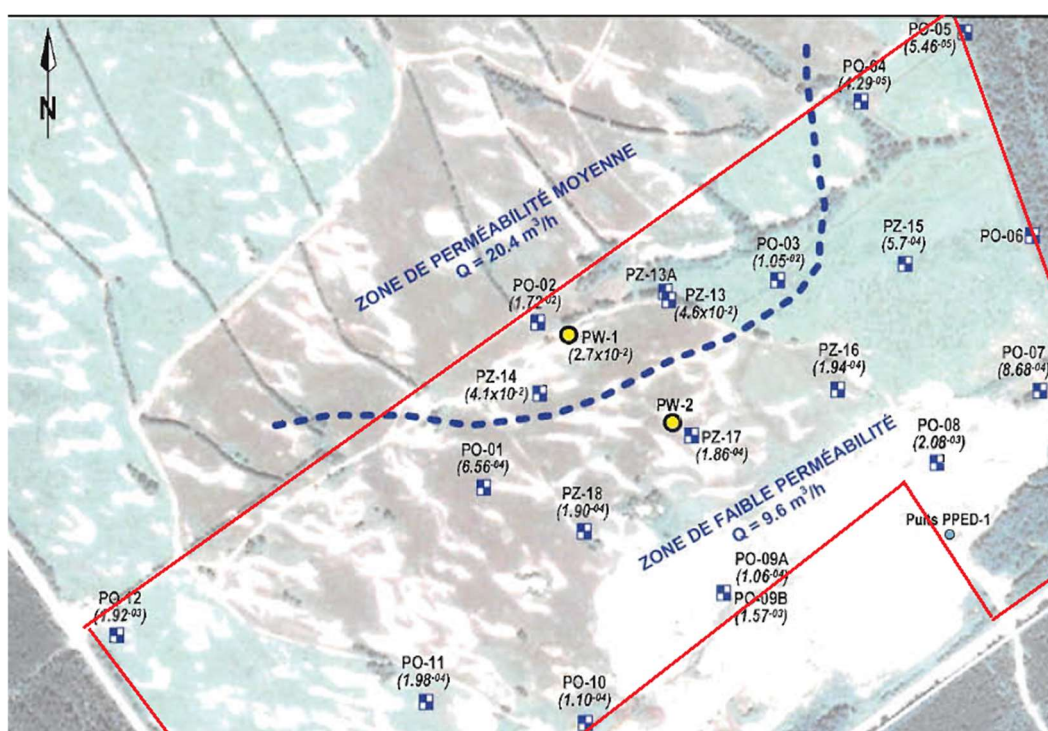 N
PO-05
(5.46⁻⁰⁵)
PO-04
(4.29⁻⁰⁵)
ZONE DE PERMÉABILITÉ MOYENNE
Q = 20.4 m³/h
PO-06
PZ-15
(5.7⁻⁰⁴)
PO-03
(1.05⁻⁰²)
PZ-13A
PZ-13
(4.6x10⁻²)
PO-02
(1.72⁻⁰²)
PW-1
(2.7x10⁻²)
PZ-14
(4.1x10⁻²)
PZ-16
(1.94⁻⁰⁴)
PO-07
(8.68⁻⁰⁴)
PW-2
PZ-17
(1.86⁻⁰⁴)
PO-08
(2.08⁻⁰³)
PO-01
(6.56⁻⁰⁴)
PZ-18
(1.90⁻⁰⁴)
ZONE DE FAIBLE PERMÉABILITÉ
Q = 9.6 m³/h
Puits PPED-1
PO-09A
(1.06⁻⁰⁴)
PO-09B
(1.57⁻⁰³)
PO-12
(1.92⁻⁰³)
PO-11
(1.98⁻⁰⁴)
PO-10
(1.10⁻⁰⁴)